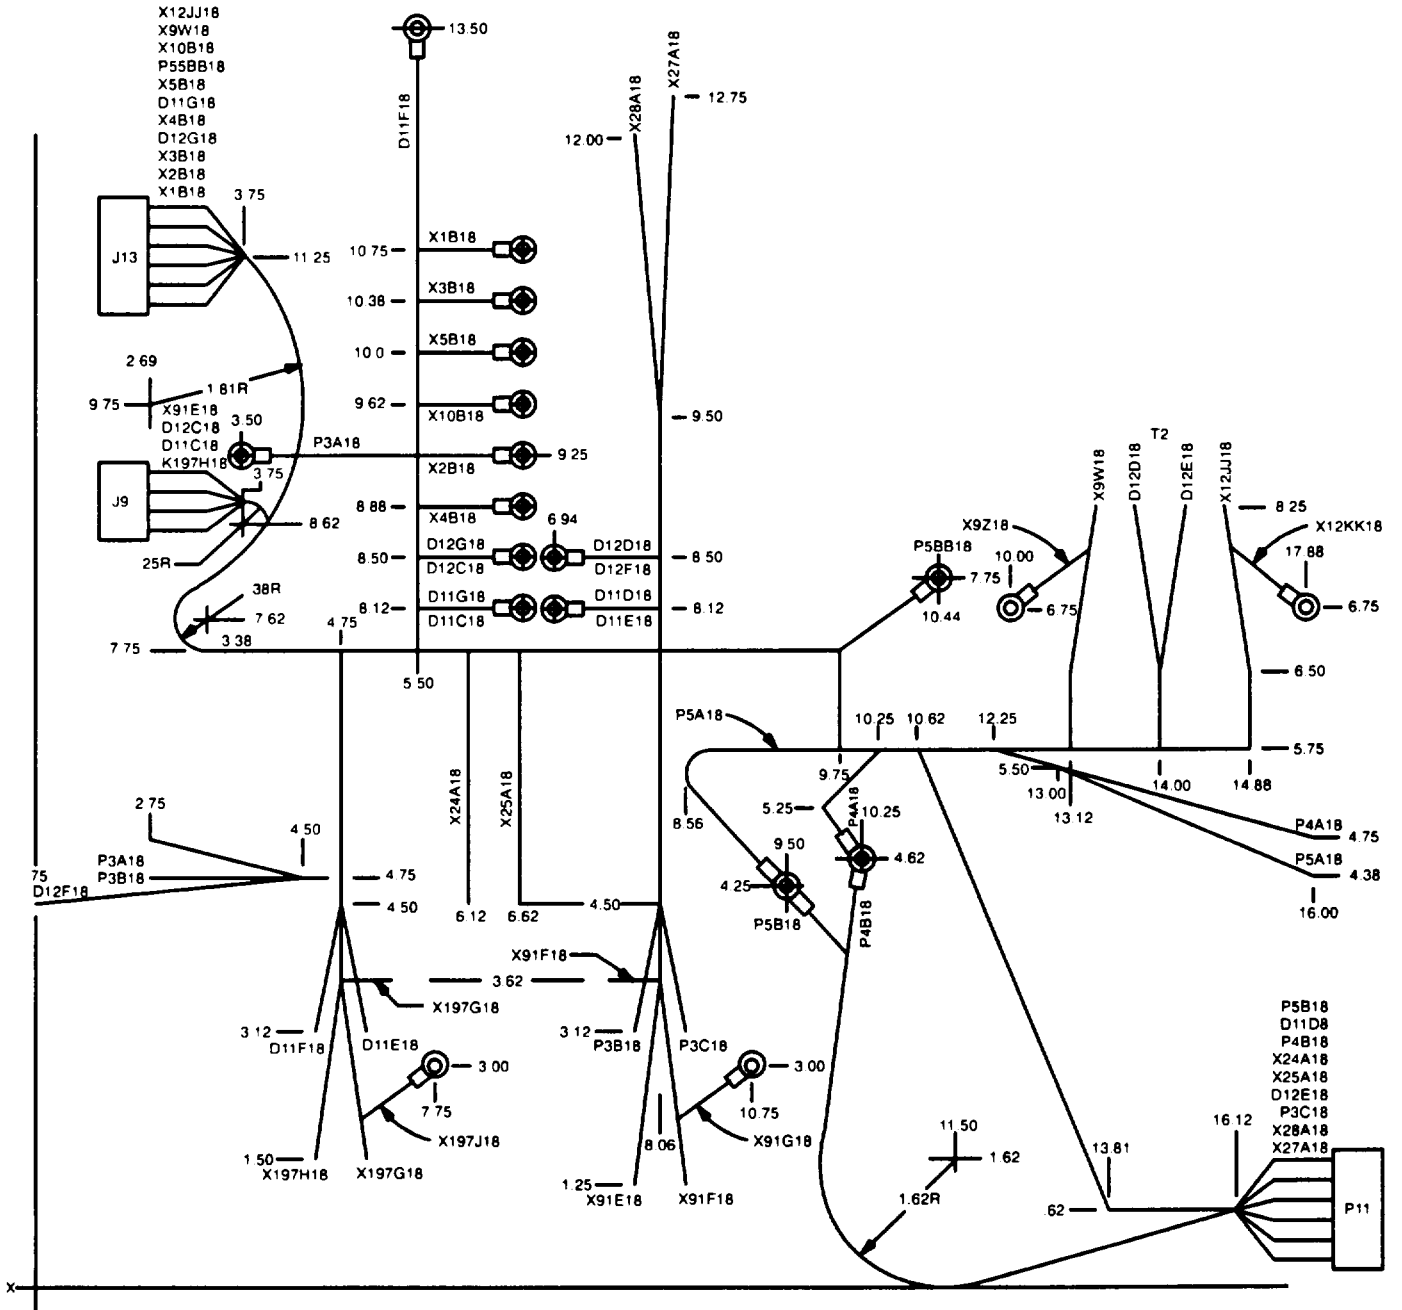 X12JJ18
X9W18
X10B18
P55BB18
X5B18
D11G18
X4B18
D12G18
X3B18
X2B18
X1B18
3 75
J13
11 25
13.50
D11F18
X28A18
X27A18
12.75
12.00
10 75
X1B18
10.38
X3B18
10 0
X5B18
9 62
X10B18
9.50
2 69
1 81R
9 75
X91E18
D12C18
D11C18
K197H18
3.50
P3A18
X2B18
9 25
3 75
J9
8 62
25R
8 88
X4B18
6 94
8.50
D12G18
D12C18
D12D18
D12F18
8 50
8 12
D11G18
D11C18
D11D18
D11E18
8.12
38R
7 62
3 38
4 75
7 75
5 50
T2
X9W18
D12D18
D12E18
X12JJ18
8 25
X9Z18
X12KK18
P5BB18
7.75
10.44
10.00
6.75
17.88
6.75
6.50
P5A18
10.25
10.62
12.25
5.75
9.75
5.50
13.00
13.12
14.00
14 88
8.56
5.25
P4A18
10.25
4.62
P4A18
4.75
P5A18
4.38
16.00
9.50
4.25
P5B18
P4B18
X24A18
X25A18
2 75
4 50
P3A18
P3B18
75
D12F18
4.75
4 50
6.12
6.62
4.50
X91F18
3.62
X197G18
3 12
D11F18
D11E18
3 00
7 75
X197J18
1.50
X197H18
X197G18
3 12
P3B18
P3C18
3.00
10.75
X91G18
8.06
1.25
X91E18
X91F18
11.50
1 62
1.62R
13.81
.62
16.12
P5B18
D11D8
P4B18
X24A18
X25A18
D12E18
P3C18
X28A18
X27A18
P11
X